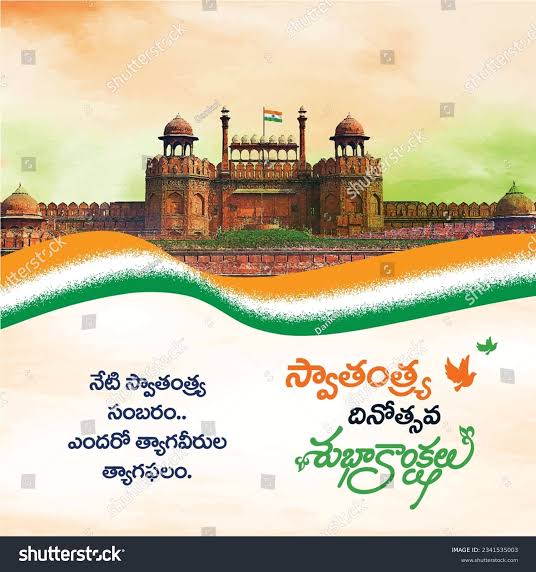 నేటి స్వాతంత్ర్య
సంబరం..
ఎందరో త్యాగవీరుల
త్యాగఫలం.
స్వాతంత్ర్య
దినోత్సవ
శుభాకాంక్షలు
shutterstock
IMAGE ID: 2341535003
www.shutterstock.com